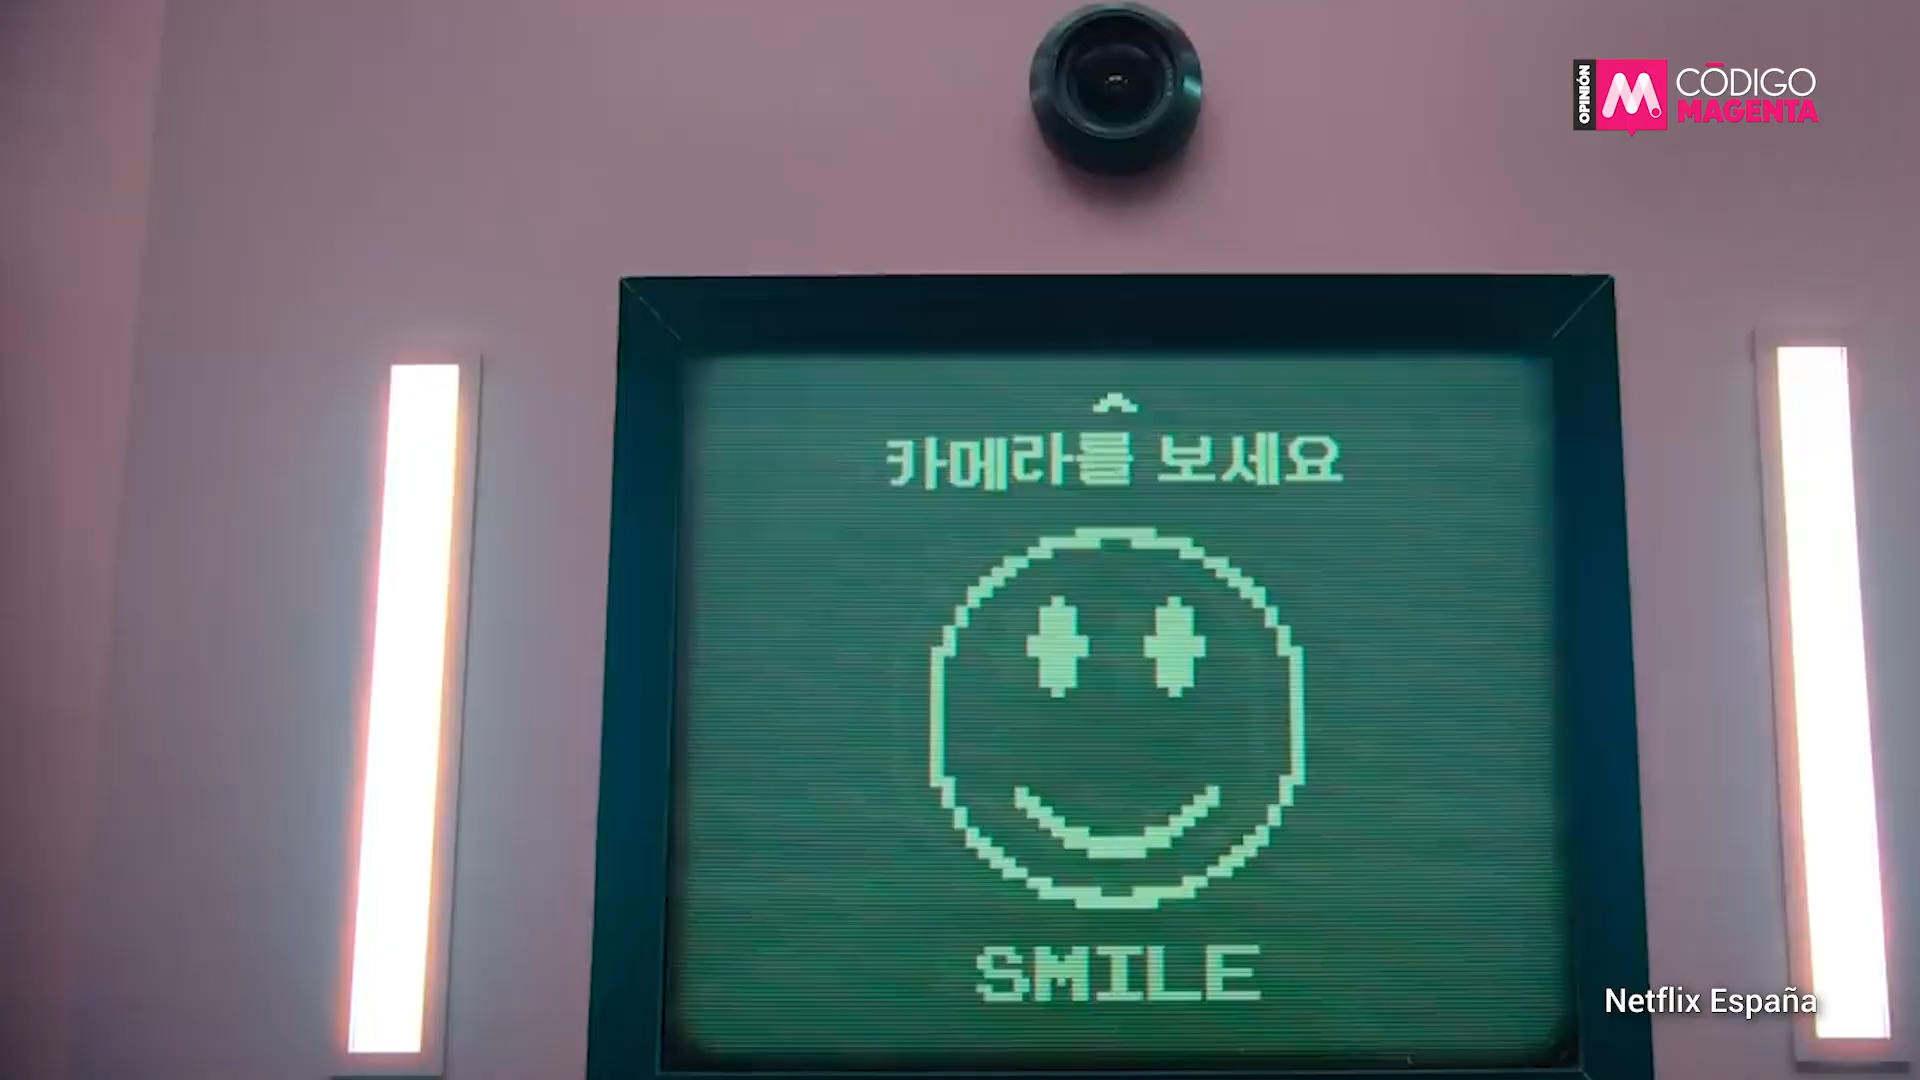 OPINIÓN
CÓDIGO
MAGENTA
카메라를 보세요
SMILE
Netflix España